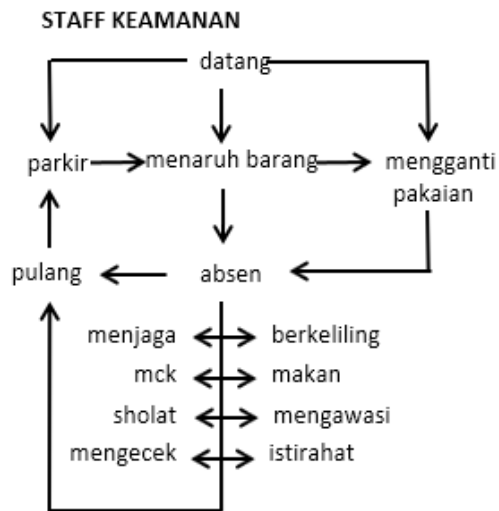 STAFF KEAMANAN
datang
parkir menaruh barang mengganti
pakaian
pulang absen
menjaga berkeliling
mck makan
sholat mengawasi
mengecek istirahat